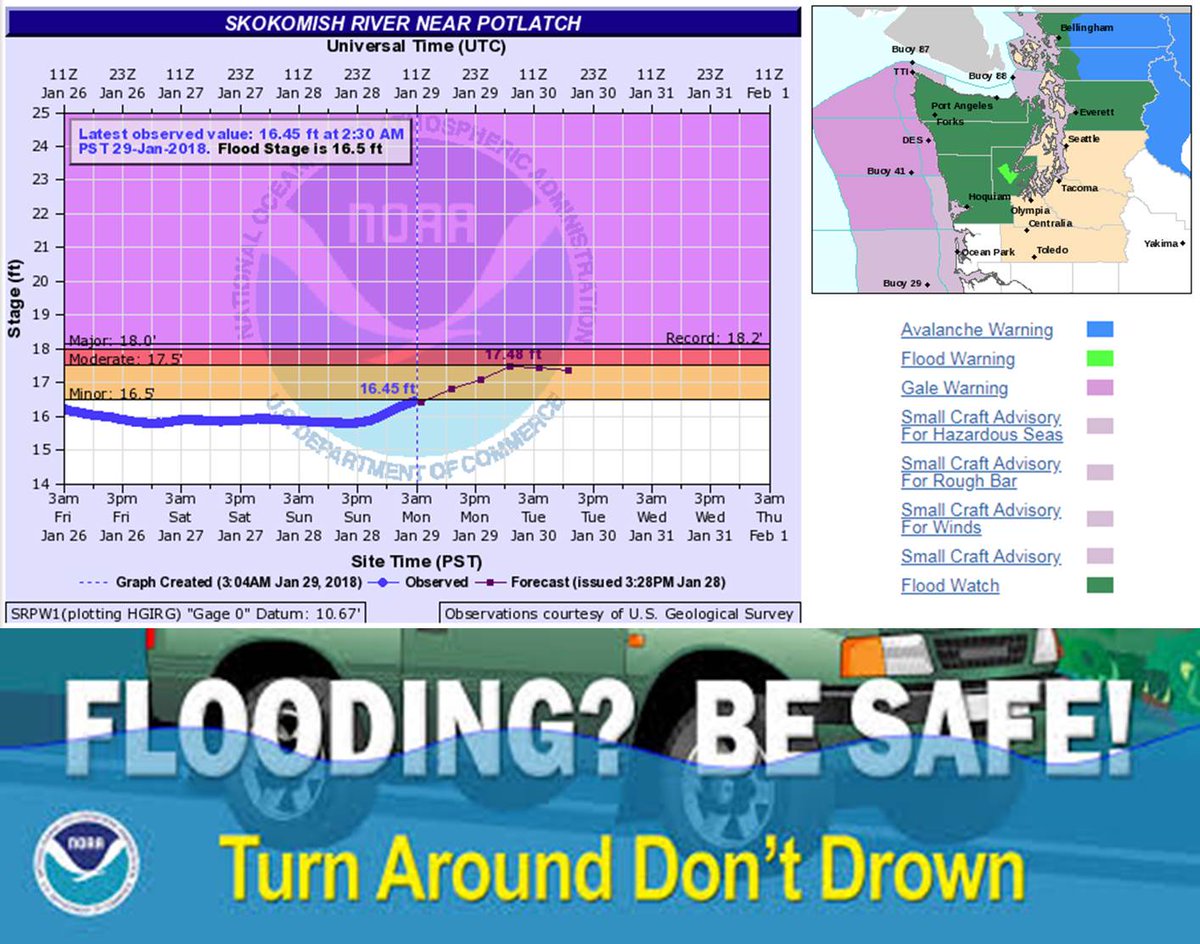 SKOKOMISH RIVER NEAR POTLATCH
Universal Time (UTC)
11Z 23Z 11Z 23Z 11Z 23Z 11Z 23Z 11Z 23Z 11Z 23Z 11Z
Jan 26 Jan 26 Jan 27 Jan 27 Jan 28 Jan 28 Jan 29 Jan 29 Jan 30 Jan 30 Jan 31 Jan 31 Feb 1
Latest observed value: 16.45 ft at 2:30 AM
PST 29-Jan-2018. Flood Stage is 16.5 ft
NATIONAL OCEANIC AND ATMOSPHERIC ADMINISTRATION
NOAA
U.S. DEPARTMENT OF COMMERCE
Stage (ft)
25
24
23
22
21
20
19
18
17
16
15
14
Major: 18.0'
Record: 18.2'
Moderate: 17.5'
17.48 ft
Minor: 16.5'
16.45 ft
3am 3pm 3am 3pm 3am 3pm 3am 3pm 3am 3pm 3am 3pm 3am
Fri Fri Sat Sat Sun Sun Mon Mon Tue Tue Wed Wed Thu
Jan 26 Jan 26 Jan 27 Jan 27 Jan 28 Jan 28 Jan 29 Jan 29 Jan 30 Jan 30 Jan 31 Jan 31 Feb 1
Site Time (PST)
Graph Created (3:04AM Jan 29, 2018) Observed Forecast (issued 3:28PM Jan 28)
SRPW1(plotting HGIRG) "Gage 0" Datum: 10.67'
Observations courtesy of U.S. Geological Survey
Bellingham
Buoy 87
TTI
Buoy 88
Port Angeles
Forks
Everett
DES
Seattle
Buoy 41
Tacoma
Hoquiam
Olympia
Centralia
Ocean Park
Toledo
Yakima
Buoy 29
Avalanche Warning
Flood Warning
Gale Warning
Small Craft Advisory
For Hazardous Seas
Small Craft Advisory
For Rough Bar
Small Craft Advisory
For Winds
Small Craft Advisory
Flood Watch
FLOODING? BE SAFE!
NOAA
Turn Around Don't Drown